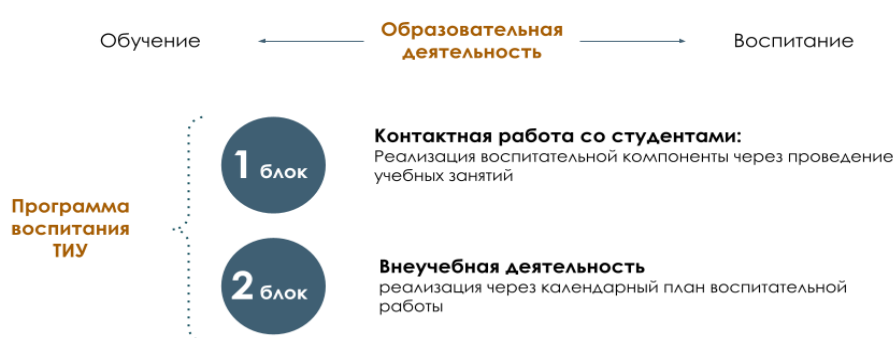 Обучение
Образовательная
деятельность
Воспитание
Программа
воспитания
ТИУ
1 блок
Контактная работа со студентами:
Реализация воспитательной компоненты через проведение
учебных занятий
2 блок
Внеучебная деятельность
реализация через календарный план воспитательной
работы